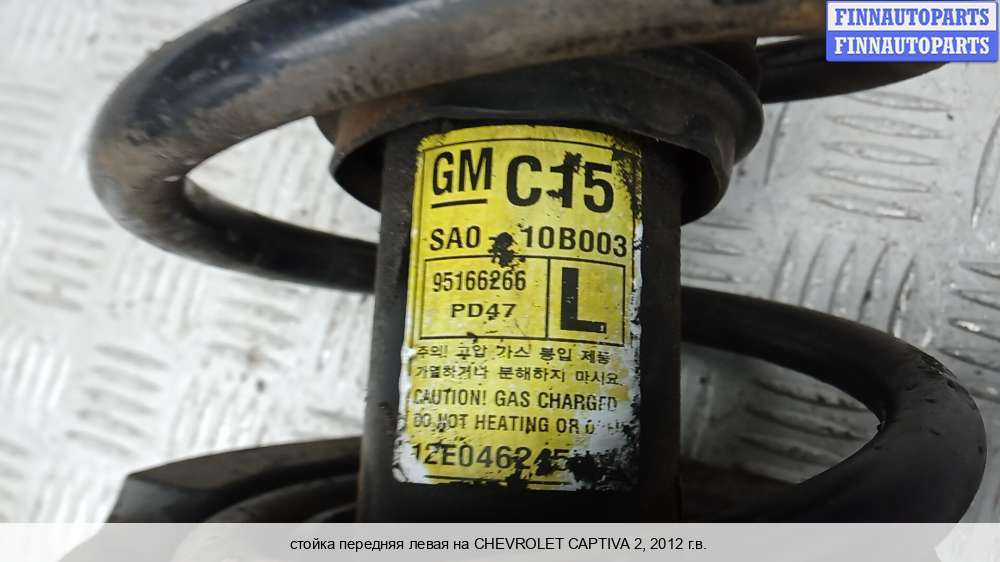 FINNAUTOPARTS
FINNAUTOPARTS
GM C15
SA0 10B003
95166266 L
PD47
주의! 고압 가스 봉입 제품
가열하거나 분해하지 마시요.
CAUTION! GAS CHARGED
DO NOT HEATING OR
стойка передняя левая на CHEVROLET CAPTIVA 2, 2012 г.в.